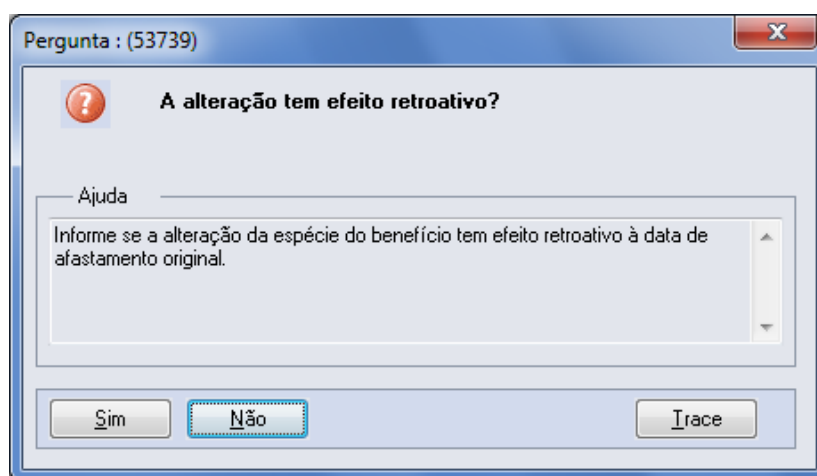 Pergunta : (53739)
A alteração tem efeito retroativo?
Ajuda
Informe se a alteração da espécie do benefício tem efeito retroativo à data de
afastamento original.
Sim Não Trace